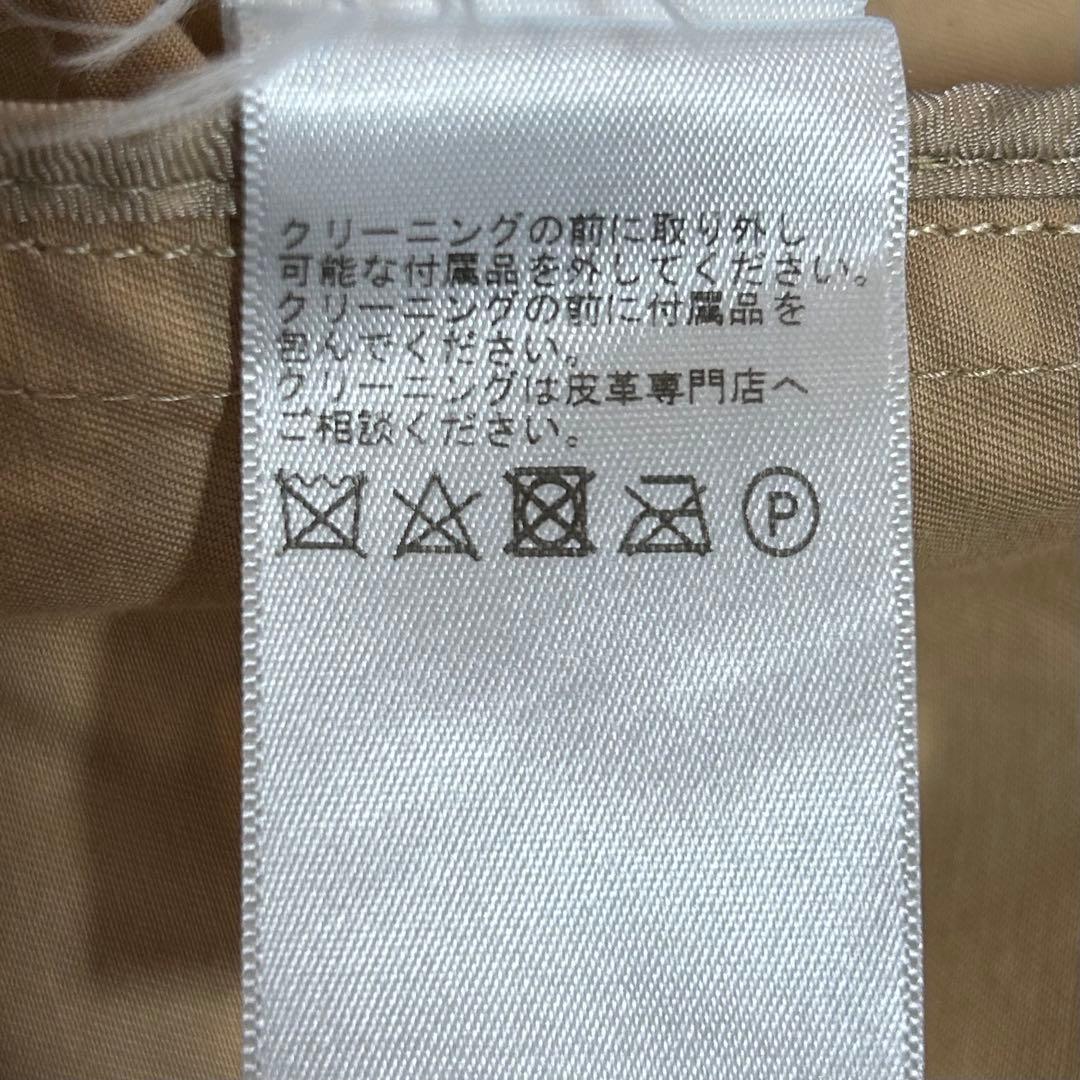 クリーニングの前に取り外し
可能な付属品を外してください。
クリーニングの前に付属品を
包んでください。
クリーニングは皮革専門店へ
ご相談ください。
P